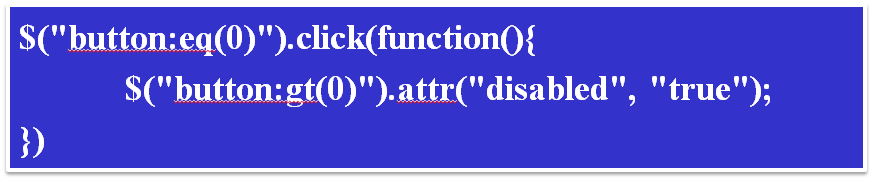 $("button:eq(0)").click(function(){
$("button:gt(0)").attr("disabled", "true");
})